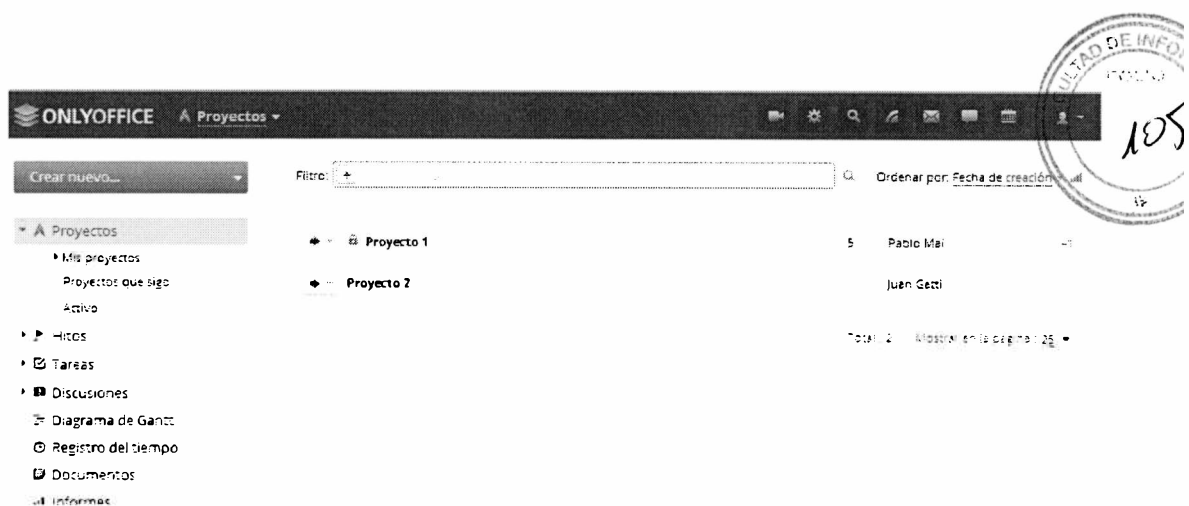 ONLYOFFICE Proyectos
105
Crear nuevo...
Filtro: +
Ordenar por: Fecha de creación
Proyectos
Mis proyectos
Proyectos que sigo
Activo
Hitos
Tareas
Discusiones
Diagrama de Gantt
Registro del tiempo
Documentos
Informes
Proyecto 1 5 Pablo Mai
Proyecto 2 Juan Getti
Total: 2 Mostrar en la página: 25
DE INFO